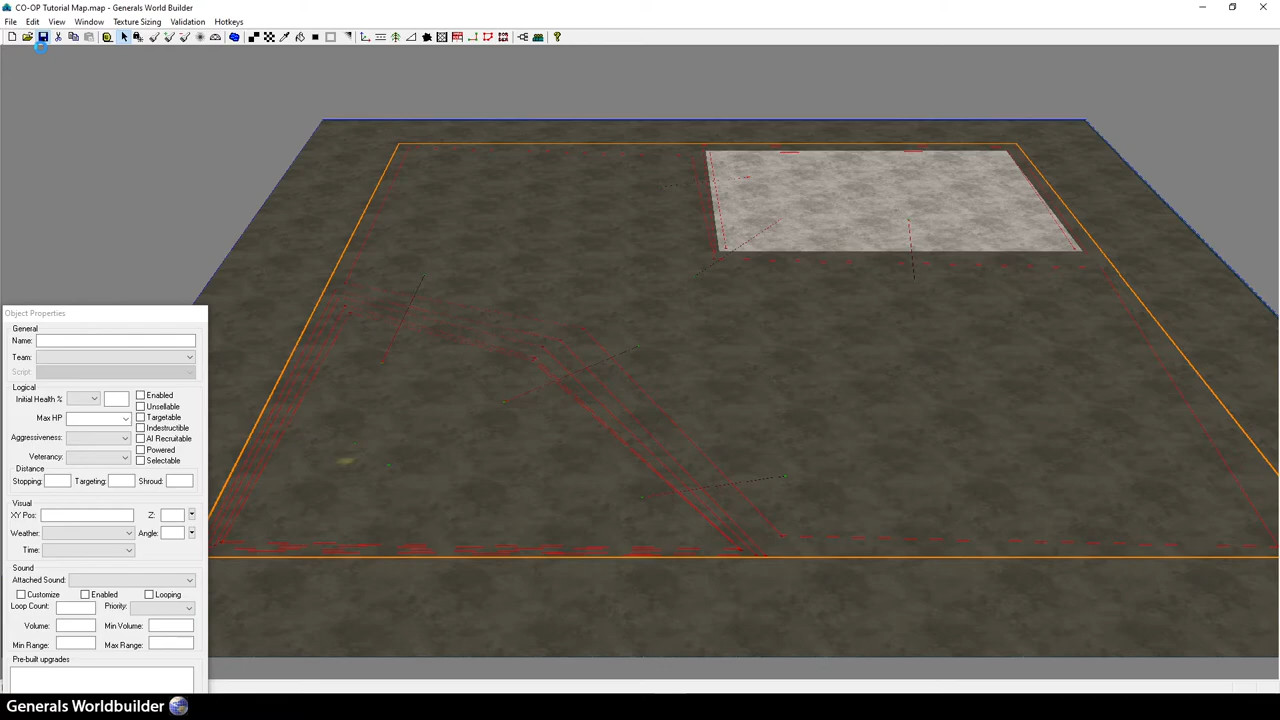 CO-OP Tutorial Map.map - Generals World Builder
File Edit View Window Texture Sizing Validation Hotkeys
Object Properties
General
Name:
Team:
Script:
Logical
Initial Health %
Enabled
Unsellable
Max HP
Targetable
Indestructible
Aggressiveness:
AI Recruitable
Powered
Veterancy:
Selectable
Distance
Stopping: Targeting: Shroud:
Visual
XY Pos: Z:
Weather: Angle:
Time:
Sound
Attached Sound:
Customize Enabled Looping
Loop Count: Priority:
Volume: Min Volume:
Min Range: Max Range:
Pre-built upgrades
Generals Worldbuilder